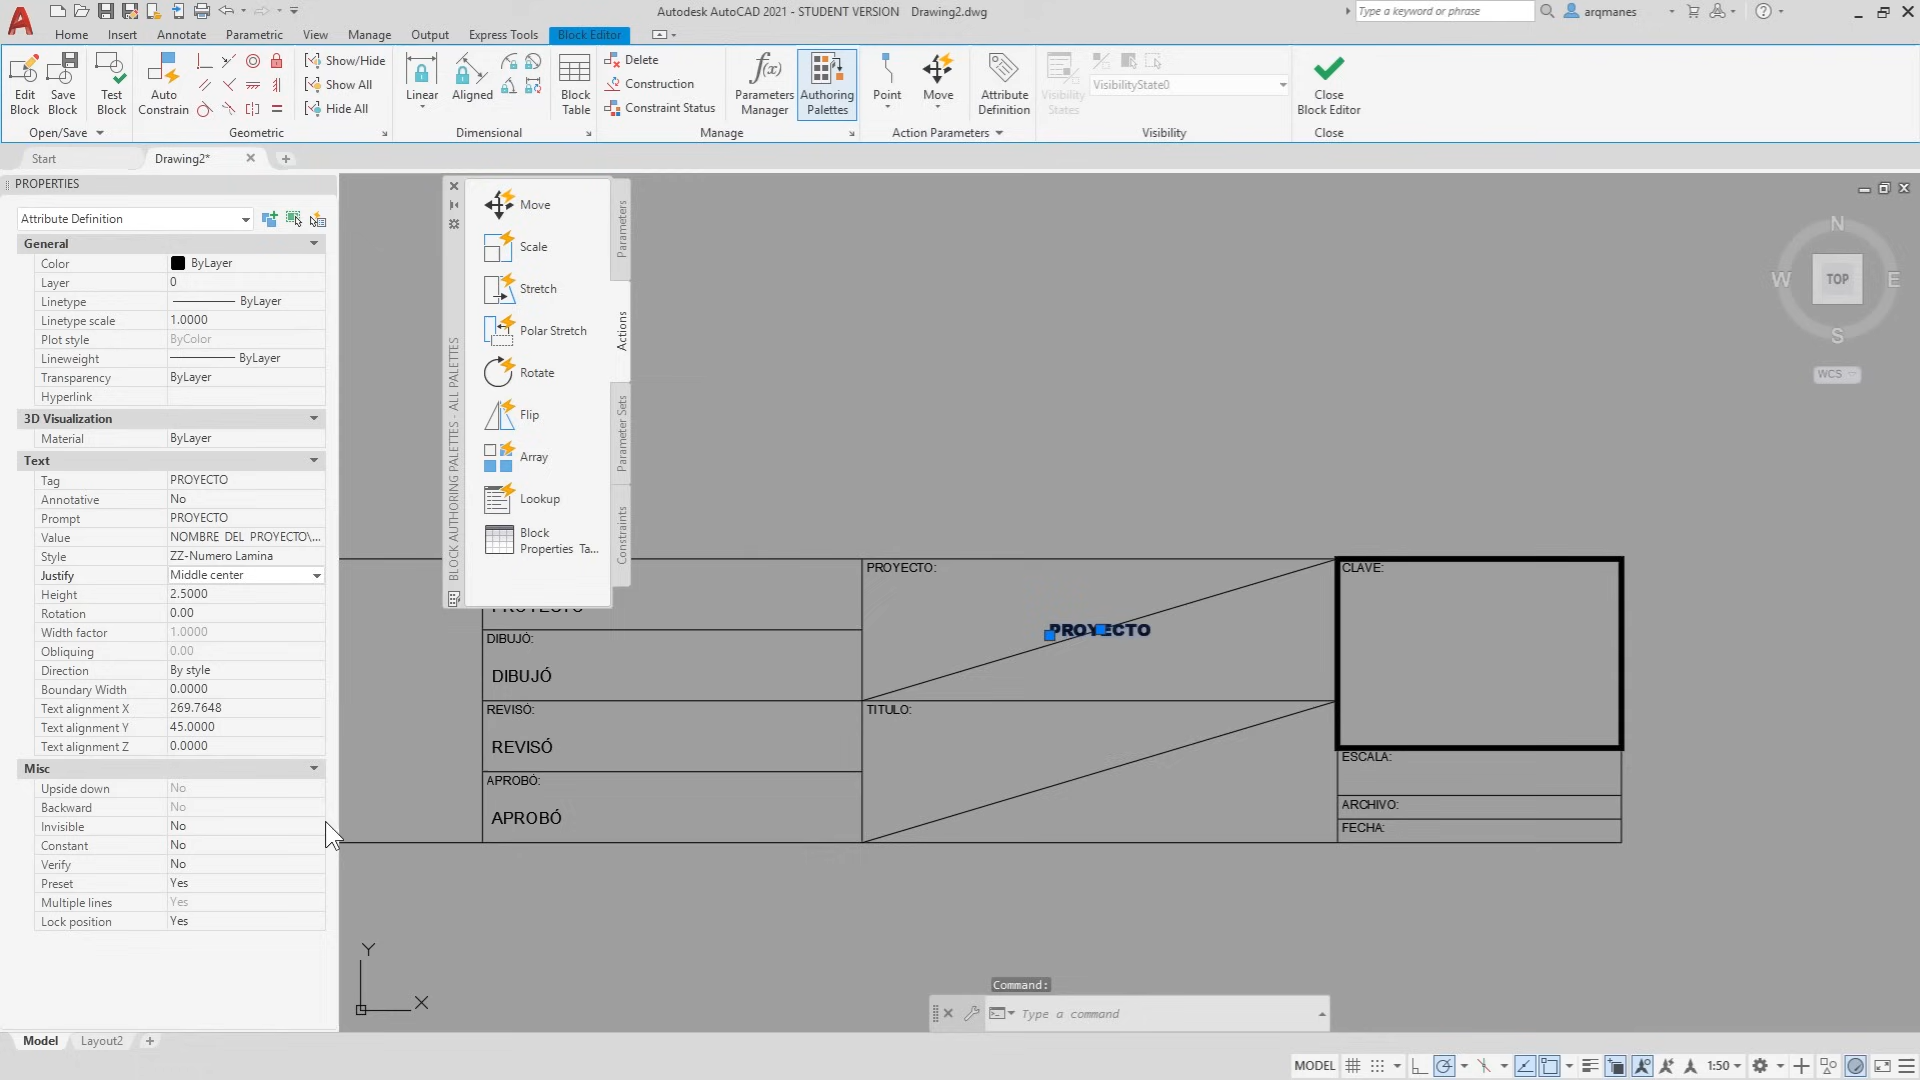 Autodesk AutoCAD 2021 - STUDENT VERSION Drawing2.dwg
Type a keyword or phrase
arqmanes
Home Insert Annotate Parametric View Manage Output Express Tools Block Editor
Edit Block
Save Block
Test Block
Auto Constrain
Show/Hide
Show All
Hide All
Linear
Aligned
Block Table
Delete
Construction
Constraint Status
Parameters Manager
Authoring Palettes
Point
Move
Attribute Definition
Visibility States
VisibilityState0
Close Block Editor
Open/Save
Geometric
Dimensional
Manage
Action Parameters
Visibility
Close
Start
Drawing2*
PROPERTIES
Attribute Definition
General
Color ByLayer
Layer 0
Linetype ByLayer
Linetype scale 1.0000
Plot style ByColor
Lineweight ByLayer
Transparency ByLayer
Hyperlink
3D Visualization
Material ByLayer
Text
Tag PROYECTO
Annotative No
Prompt PROYECTO
Value NOMBRE DEL PROYECTO\...
Style ZZ-Numero Lamina
Justify Middle center
Height 2.5000
Rotation 0.00
Width factor 1.0000
Obliquing 0.00
Direction By style
Boundary Width 0.0000
Text alignment X 269.7648
Text alignment Y 45.0000
Text alignment Z 0.0000
Misc
Upside down No
Backward No
Invisible No
Constant No
Verify No
Preset Yes
Multiple lines Yes
Lock position Yes
BLOCK AUTHORING PALETTES - ALL PALETTES
Move
Scale
Stretch
Polar Stretch
Rotate
Flip
Array
Lookup
Block
Properties Ta...
Parameters
Actions
Parameter Sets
Constraints
N
W TOP E
S
WCS
PROYECTO:
CLAVE:
PROYECTO
DIBUJÓ:
DIBUJÓ
REVISÓ:
REVISÓ
APROBÓ:
APROBÓ
TITULO:
ESCALA:
ARCHIVO:
FECHA:
Y
X
Command:
Type a command
Model Layout2
MODEL
1:50